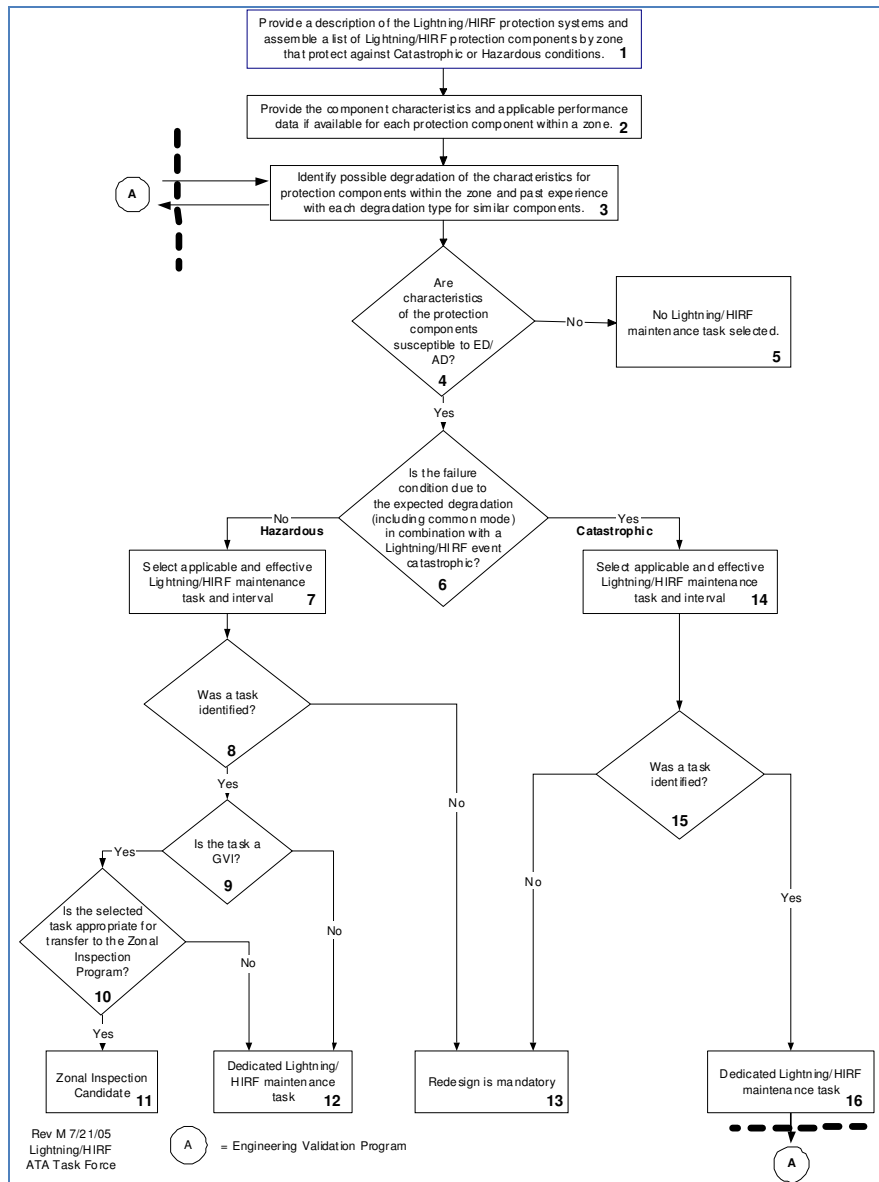 Provide a description of the Lightning/HIRF protection systems and
assemble a list of Lightning/HIRF protection components by zone
that protect against Catastrophic or Hazardous conditions. 1
Provide the component characteristics and applicable performance
data if available for each protection component within a zone. 2
A
Identify possible degradation of the characteristics for
protection components within the zone and past experience
with each degradation type for similar components. 3
Are
characteristics
of the protection
components
susceptible to ED/
AD?
4
No
No Lightning/HIRF
maintenance task selected.
5
Yes
Is the failure
condition due to
the expected degradation
(including common mode)
in combination with a
Lightning/HIRF event
catastrophic?
6
No
Hazardous
Yes
Catastrophic
Select applicable and effective
Lightning/HIRF maintenance
task and interval 7
Select applicable and effective
Lightning/HIRF maintenance
task and interval 14
Was a task
identified?
8
No
Yes
Was a task
identified?
15
No
Yes
Is the task a
GVI?
9
Yes
No
Is the selected
task appropriate for
transfer to the Zonal
Inspection
Program?
10
No
Yes
Zonal Inspection
Candidate 11
Dedicated Lightning/
HIRF maintenance
task 12
Redesign is mandatory
13
Dedicated Lightning/HIRF
maintenance task
16
Rev M 7/21/05
Lightning/HIRF
ATA Task Force
A = Engineering Validation Program
A